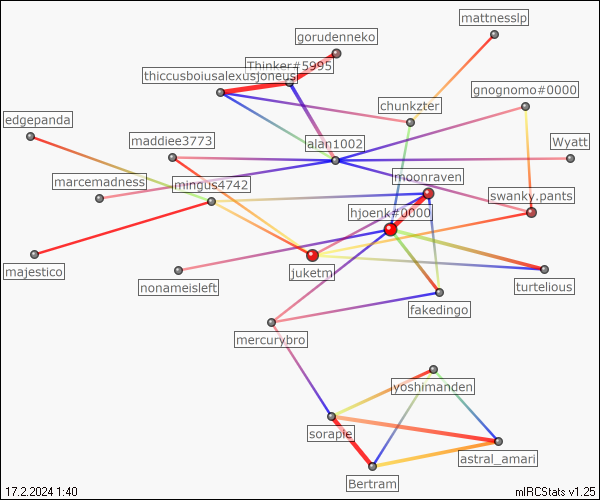 mattnesslp
gorudenneko
Thinker#5995
thiccusboiusalexusjoneus
gnognomo#0000
chunkzter
edgepanda
maddiee3773
alan1002
Wyatt
moonraven
marcemadness
mingus4742
swanky.pants
hjoenk#0000
majestico
juketm
nonameisleft
turtelious
fakedingo
mercurybro
yoshimanden
sorapie
astral_amari
Bertram
17.2.2024 1:40
mIRCStats v1.25